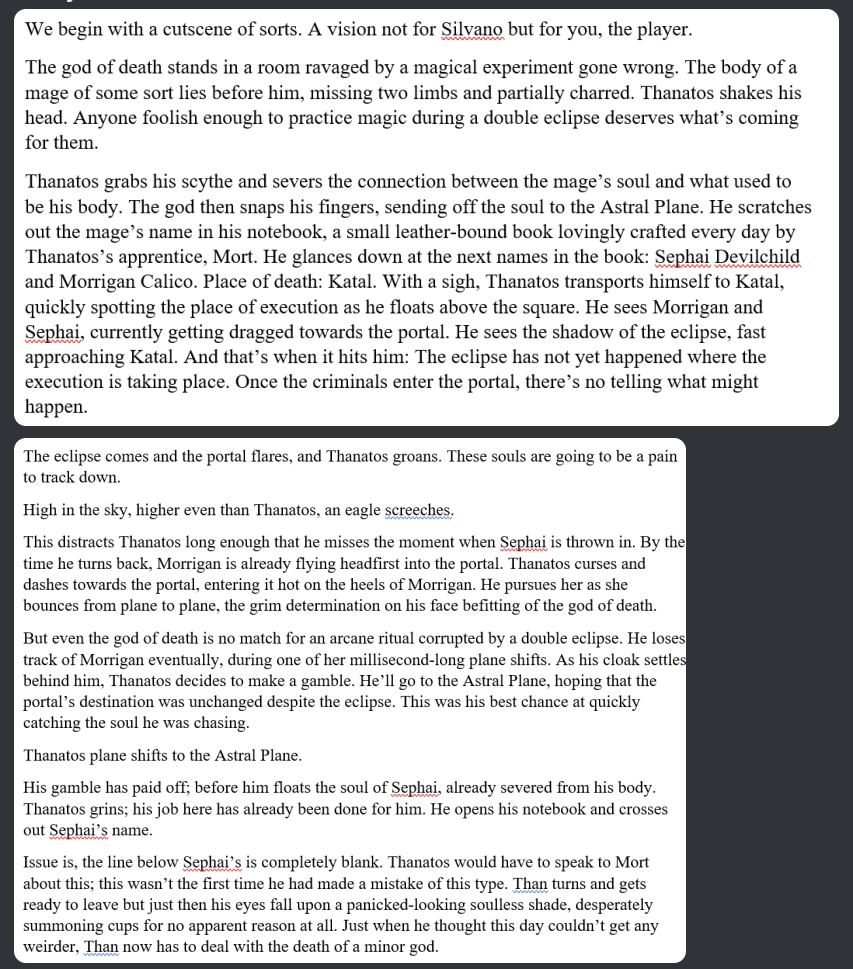 We begin with a cutscene of sorts. A vision not for Silvano but for you, the player.
The god of death stands in a room ravaged by a magical experiment gone wrong. The body of a
mage of some sort lies before him, missing two limbs and partially charred. Thanatos shakes his
head. Anyone foolish enough to practice magic during a double eclipse deserves what’s coming
for them.
Thanatos grabs his scythe and severs the connection between the mage’s soul and what used to
be his body. The god then snaps his fingers, sending off the soul to the Astral Plane. He scratches
out the mage’s name in his notebook, a small leather-bound book lovingly crafted every day by
Thanatos’s apprentice, Mort. He glances down at the next names in the book: Sephai Devilchild
and Morrigan Calico. Place of death: Katal. With a sigh, Thanatos transports himself to Katal,
quickly spotting the place of execution as he floats above the square. He sees Morrigan and
Sephai, currently getting dragged towards the portal. He sees the shadow of the eclipse, fast
approaching Katal. And that’s when it hits him: The eclipse has not yet happened where the
execution is taking place. Once the criminals enter the portal, there’s no telling what might
happen.
The eclipse comes and the portal flares, and Thanatos groans. These souls are going to be a pain
to track down.
High in the sky, higher even than Thanatos, an eagle screeches.
This distracts Thanatos long enough that he misses the moment when Sephai is thrown in. By the
time he turns back, Morrigan is already flying headfirst into the portal. Thanatos curses and
dashes towards the portal, entering it hot on the heels of Morrigan. He pursues her as she
bounces from plane to plane, the grim determination on his face befitting of the god of death.
But even the god of death is no match for an arcane ritual corrupted by a double eclipse. He loses
track of Morrigan eventually, during one of her millisecond-long plane shifts. As his cloak settles
behind him, Thanatos decides to make a gamble. He’ll go to the Astral Plane, hoping that the
portal’s destination was unchanged despite the eclipse. This was his best chance at quickly
catching the soul he was chasing.
Thanatos plane shifts to the Astral Plane.
His gamble has paid off; before him floats the soul of Sephai, already severed from his body.
Thanatos grins; his job here has already been done for him. He opens his notebook and crosses
out Sephai’s name.
Issue is, the line below Sephai’s is completely blank. Thanatos would have to speak to Mort
about this; this wasn’t the first time he had made a mistake of this type. Than turns and gets
ready to leave but just then his eyes fall upon a panicked-looking soulless shade, desperately
summoning cups for no apparent reason at all. Just when he thought this day couldn’t get any
weirder, Than now has to deal with the death of a minor god.